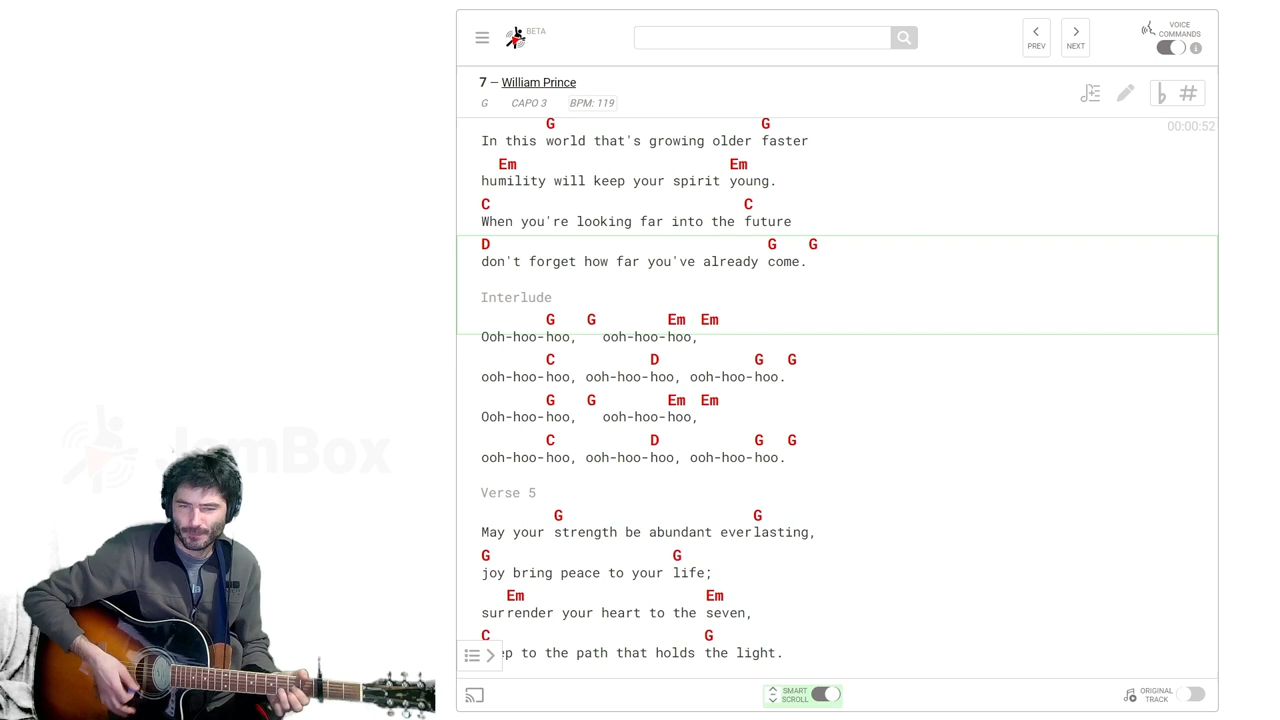 BETA
PREV
NEXT
VOICE
COMMANDS
7 — William Prince
G CAPO 3 BPM: 119
00:00:52
G G
In this world that's growing older faster
Em Em
humility will keep your spirit young.
C C
When you're looking far into the future
D G G
don't forget how far you've already come.
Interlude
G G Em Em
Ooh-hoo-hoo, ooh-hoo-hoo,
C D G G
ooh-hoo-hoo, ooh-hoo-hoo, ooh-hoo-hoo.
G G Em Em
Ooh-hoo-hoo, ooh-hoo-hoo,
C D G G
ooh-hoo-hoo, ooh-hoo-hoo, ooh-hoo-hoo.
JamBox
Verse 5
G G
May your strength be abundant everlasting,
G G
joy bring peace to your life;
Em Em
surrender your heart to the seven,
C G
to the path that holds the light.
SMART
SCROLL
ORIGINAL
TRACK